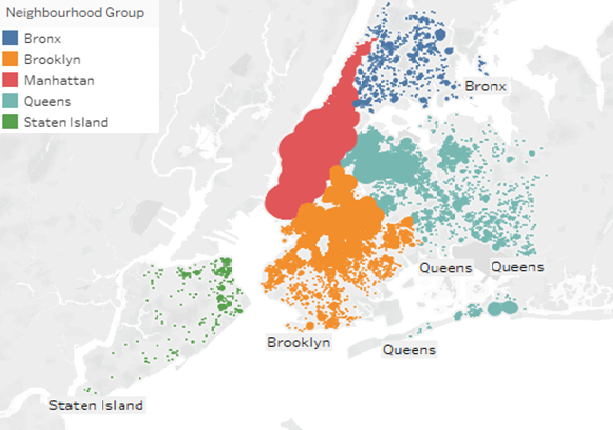 Neighbourhood Group
Bronx
Brooklyn
Manhattan
Queens
Staten Island
Bronx
Queens
Queens
Brooklyn
Queens
Staten Island